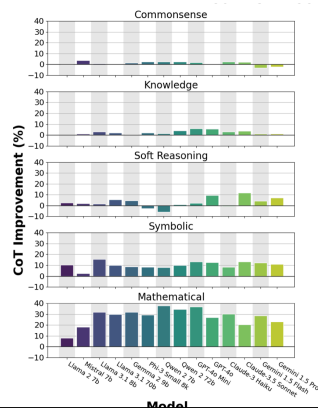 Commonsense
40
30
20
10
0
−10
Knowledge
40
30
20
10
0
−10
Soft Reasoning
40
30
20
10
0
−10
Symbolic
40
30
20
10
0
−10
Mathematical
40
30
20
10
0
−10
CoT Improvement (%)
Llama 2 7b
Mistral 7b
Llama 3.1 8b
Llama 3.1 70b
Gemma 2 9b
Phi-3 Small 8k
Qwen 2 7b
Qwen 2 72b
GPT-4o Mini
GPT-4o
Claude-3 Haiku
Claude-3.5 Sonnet
Gemini 1.5 Flash
Gemini 1.5 Pro
Model